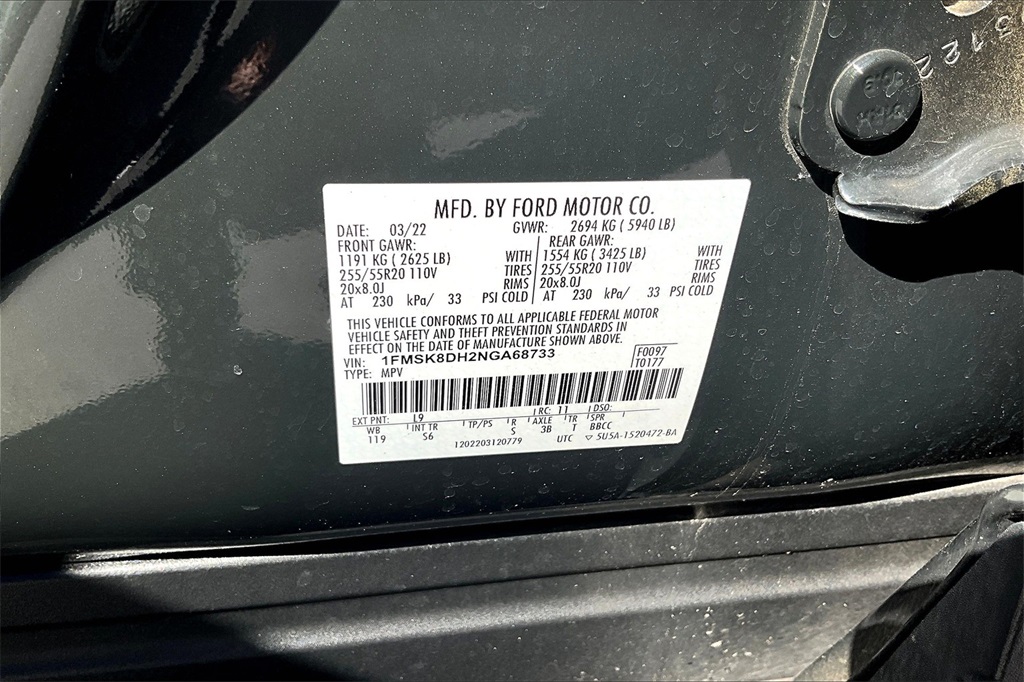 MFD. BY FORD MOTOR CO.
DATE: 03/22 GVWR: 2694 KG ( 5940 LB)
FRONT GAWR: REAR GAWR:
1191 KG ( 2625 LB) WITH 1554 KG ( 3425 LB) WITH
255/55R20 110V TIRES 255/55R20 110V TIRES
20x8.0J RIMS 20x8.0J RIMS
AT 230 kPa/ 33 PSI COLD AT 230 kPa/ 33 PSI COLD
THIS VEHICLE CONFORMS TO ALL APPLICABLE FEDERAL MOTOR
VEHICLE SAFETY AND THEFT PREVENTION STANDARDS IN
EFFECT ON THE DATE OF MANUFACTURE SHOWN ABOVE.
VIN: 1FMSK8DH2NGA68733 F0097
TYPE: MPV T0177
EXT PNT: L9 RC: 11 DSO:
WB INT TR TP/PS R AXLE TR SPR
119 S6 S 3B T BBCC
1202203120779 UTC 5U5A-1520472-BA
3122